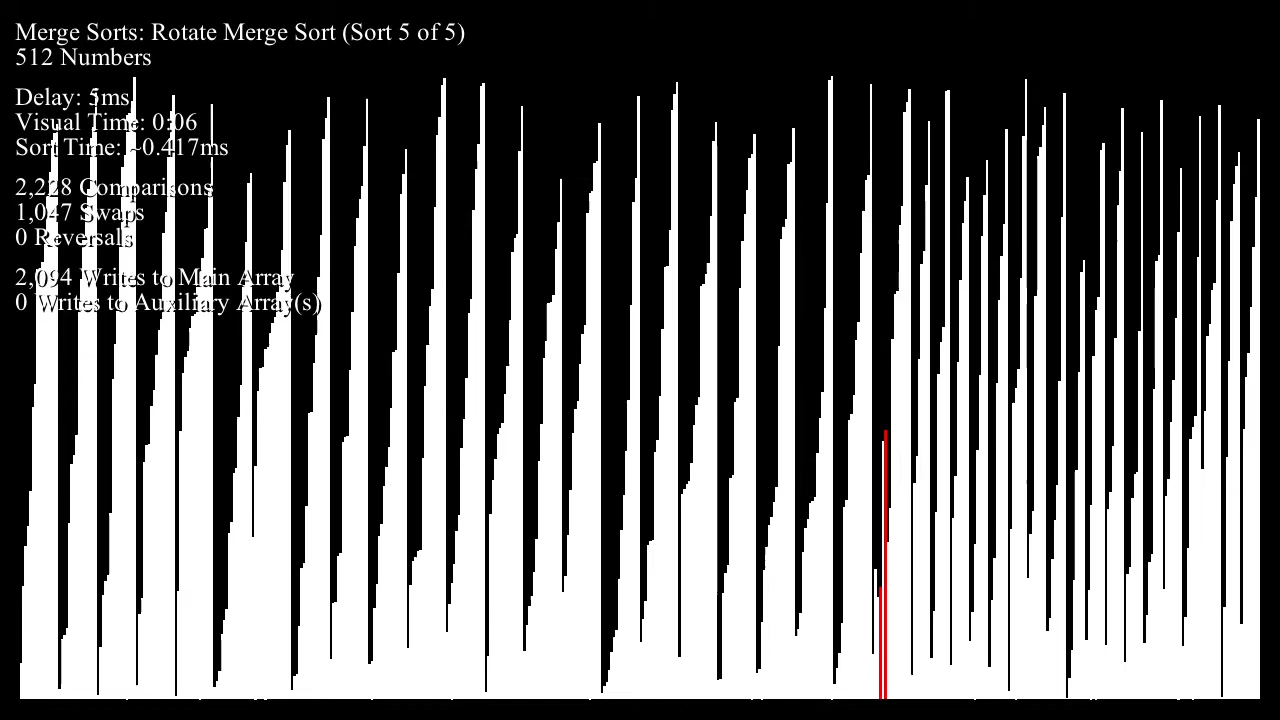 Merge Sorts: Rotate Merge Sort (Sort 5 of 5)
512 Numbers
Delay: 5ms
Visual Time: 0:06
Sort Time: ~0.417ms
2,228 Comparisons
1,047 Swaps
0 Reversals
2,094 Writes to Main Array
0 Writes to Auxiliary Array(s)